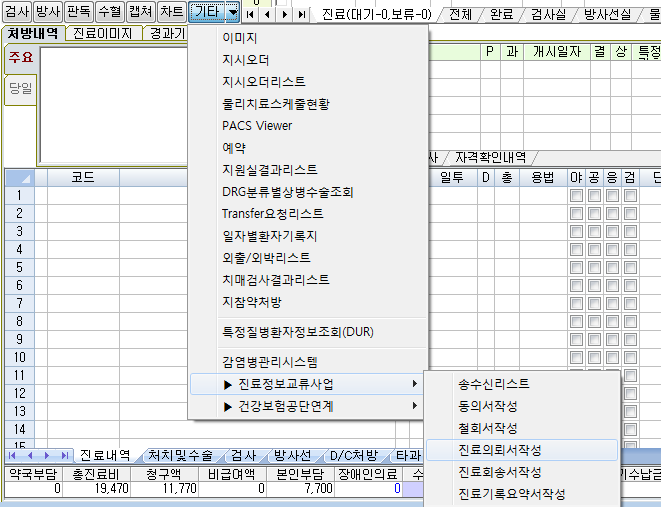 검사 방사 판독 수혈 캡쳐 차트 기타
진료(대기-0,보류-0) 전체 완료 검사실 방사선실
처방내역 진료이미지 경과기
주요
당일
P 과 개시일자 결 상 특정
자격확인내역
코드 일투 D 총 용법 야 공 응 검
1
2
3
4
5
6
7
8
9
10
11
12
13
14
15
이미지
지시오더
지시오더리스트
물리치료스케줄현황
PACS Viewer
예약
지원실결과리스트
DRG분류별상병수술조회
Transfer요청리스트
일자별환자기록지
외출/외박리스트
치매검사결과리스트
지참약처방
특정질병환자정보조회(DUR)
감염병관리시스템
▶ 진료정보교류사업
▶ 건강보험공단연계
송수신리스트
동의서작성
철회서작성
진료의뢰서작성
진료회송서작성
진료기록요약서작성
진료내역 처치및수술 검사 방사선 D/C처방 타과
약국부담 총진료비 청구액 비급여액 본인부담 장애인의료 수 기수납금
0 19,470 11,770 0 7,700 0